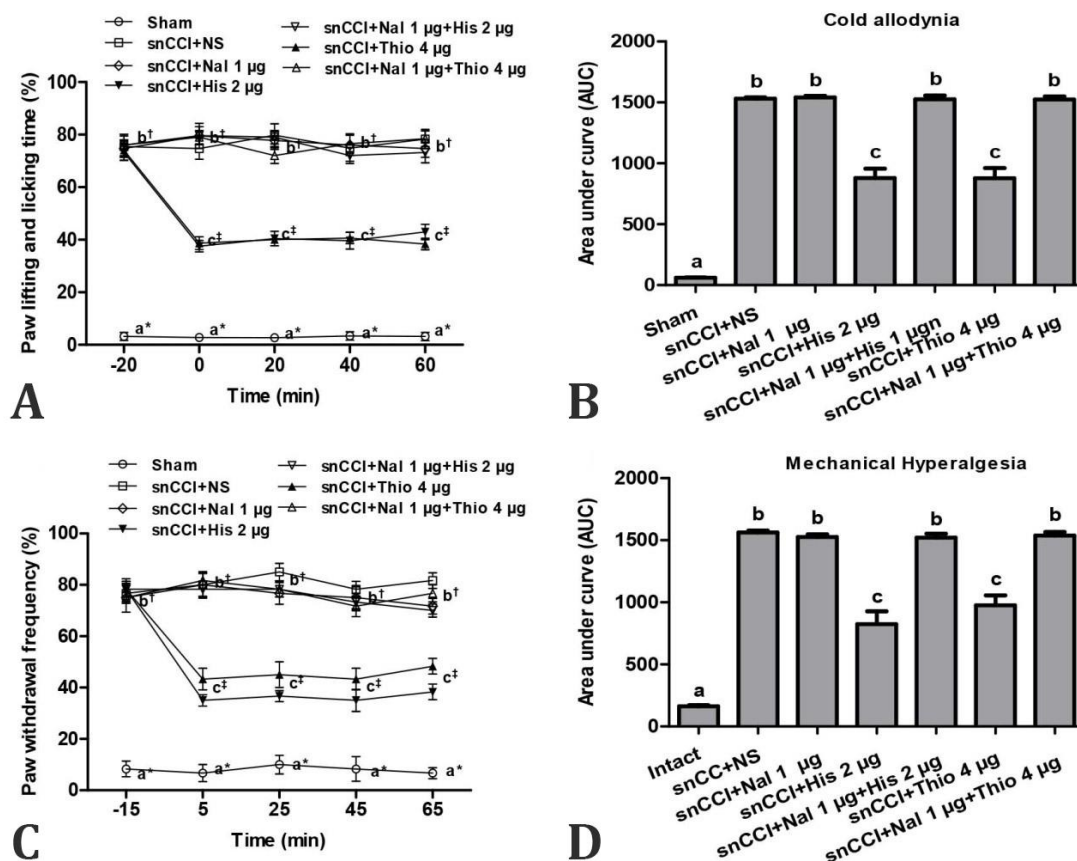 Sham
snCCI+NS
snCCI+Nal 1 µg
snCCI+His 2 µg
snCCI+Nal 1 µg+His 2 µg
snCCI+Thio 4 µg
snCCI+Nal 1 µg+Thio 4 µg
Paw lifting and licking time (%)
100
80
60
40
20
0
b† b† b† b† b†
c‡ c‡ c‡ c‡
a* a* a* a* a*
-20 0 20 40 60
Time (min)
A
Cold allodynia
Area under curve (AUC)
2000
1500
1000
500
0
a b b c b c b
Sham
snCCI+NS
snCCI+Nal 1 µg
snCCI+His 2 µg
snCCI+Nal 1 µg+His 1 µgn
snCCI+Thio 4 µg
snCCI+Nal 1 µg+Thio 4 µg
B
Sham
snCCI+NS
snCCI+Nal 1 µg
snCCI+His 2 µg
snCCI+Nal 1 µg+His 2 µg
snCCI+Thio 4 µg
snCCI+Nal 1 µg+Thio 4 µg
Paw withdrawal frequency (%)
100
80
60
40
20
0
b† b† b† b† b†
c‡ c‡ c‡ c‡
a* a* a* a* a*
-15 5 25 45 65
Time (min)
C
Mechanical Hyperalgesia
Area under curve (AUC)
2000
1500
1000
500
0
a b b c b c b
Intact
snCC+NS
snCCI+Nal 1 µg
snCCI+His 2 µg
snCCI+Nal 1 µg+His 2 µg
snCCI+Thio 4 µg
snCCI+Nal 1 µg+Thio 4 µg
D